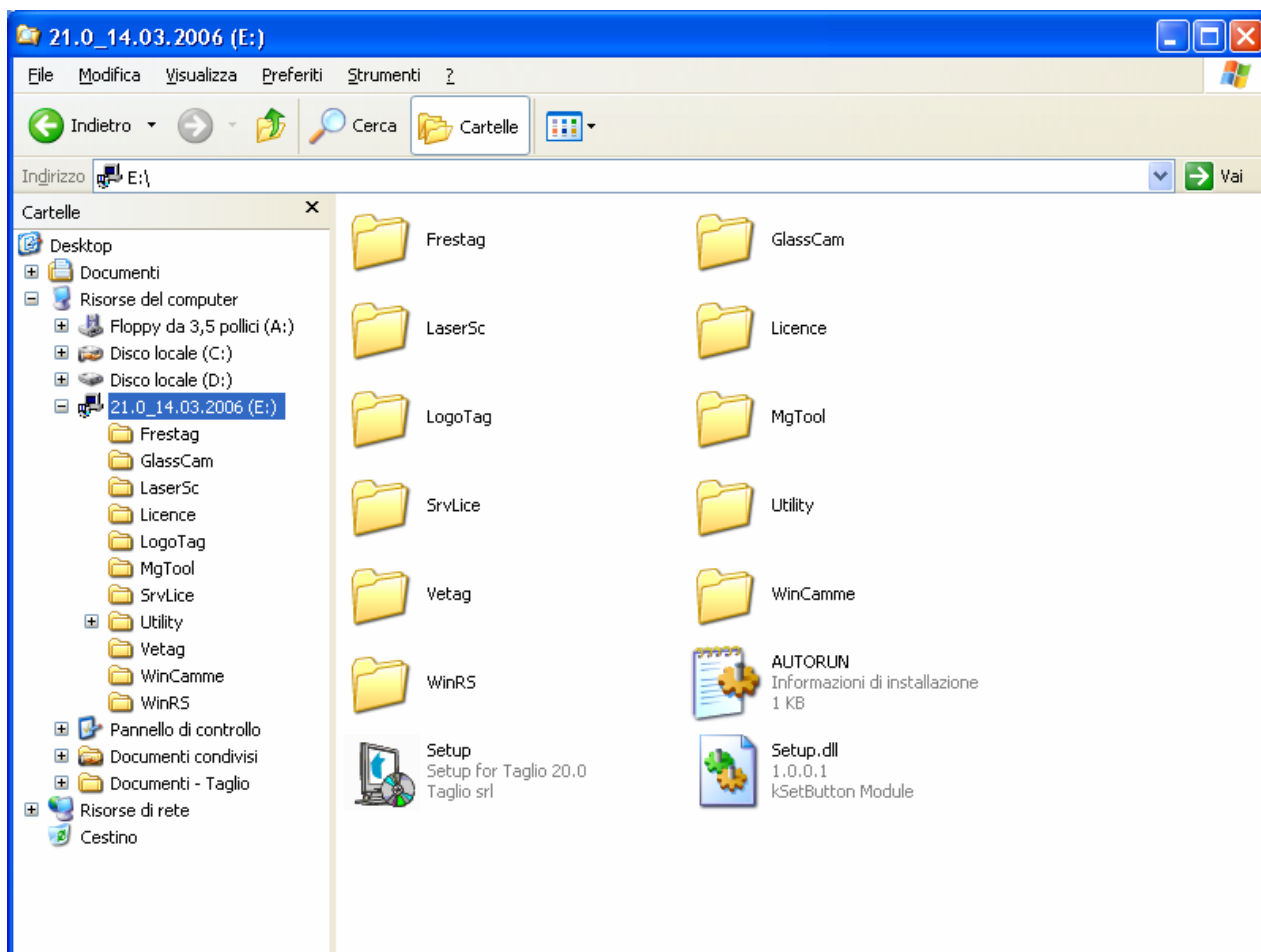 21.0_14.03.2006 (E:)
File Modifica Visualizza Preferiti Strumenti ?
Indietro Cerca Cartelle
Indirizzo E:\ Vai
Cartelle
Desktop
Documenti
Risorse del computer
Floppy da 3,5 pollici (A:)
Disco locale (C:)
Disco locale (D:)
21.0_14.03.2006 (E:)
Frestag
GlassCam
LaserSc
Licence
LogoTag
MgTool
SrvLice
Utility
Vetag
WinCamme
WinRS
Pannello di controllo
Documenti condivisi
Documenti - Taglio
Risorse di rete
Cestino
Frestag
GlassCam
LaserSc
Licence
LogoTag
MgTool
SrvLice
Utility
Vetag
WinCamme
WinRS
AUTORUN
Informazioni di installazione
1 KB
Setup
Setup for Taglio 20.0
Taglio srl
Setup.dll
1.0.0.1
kSetButton Module